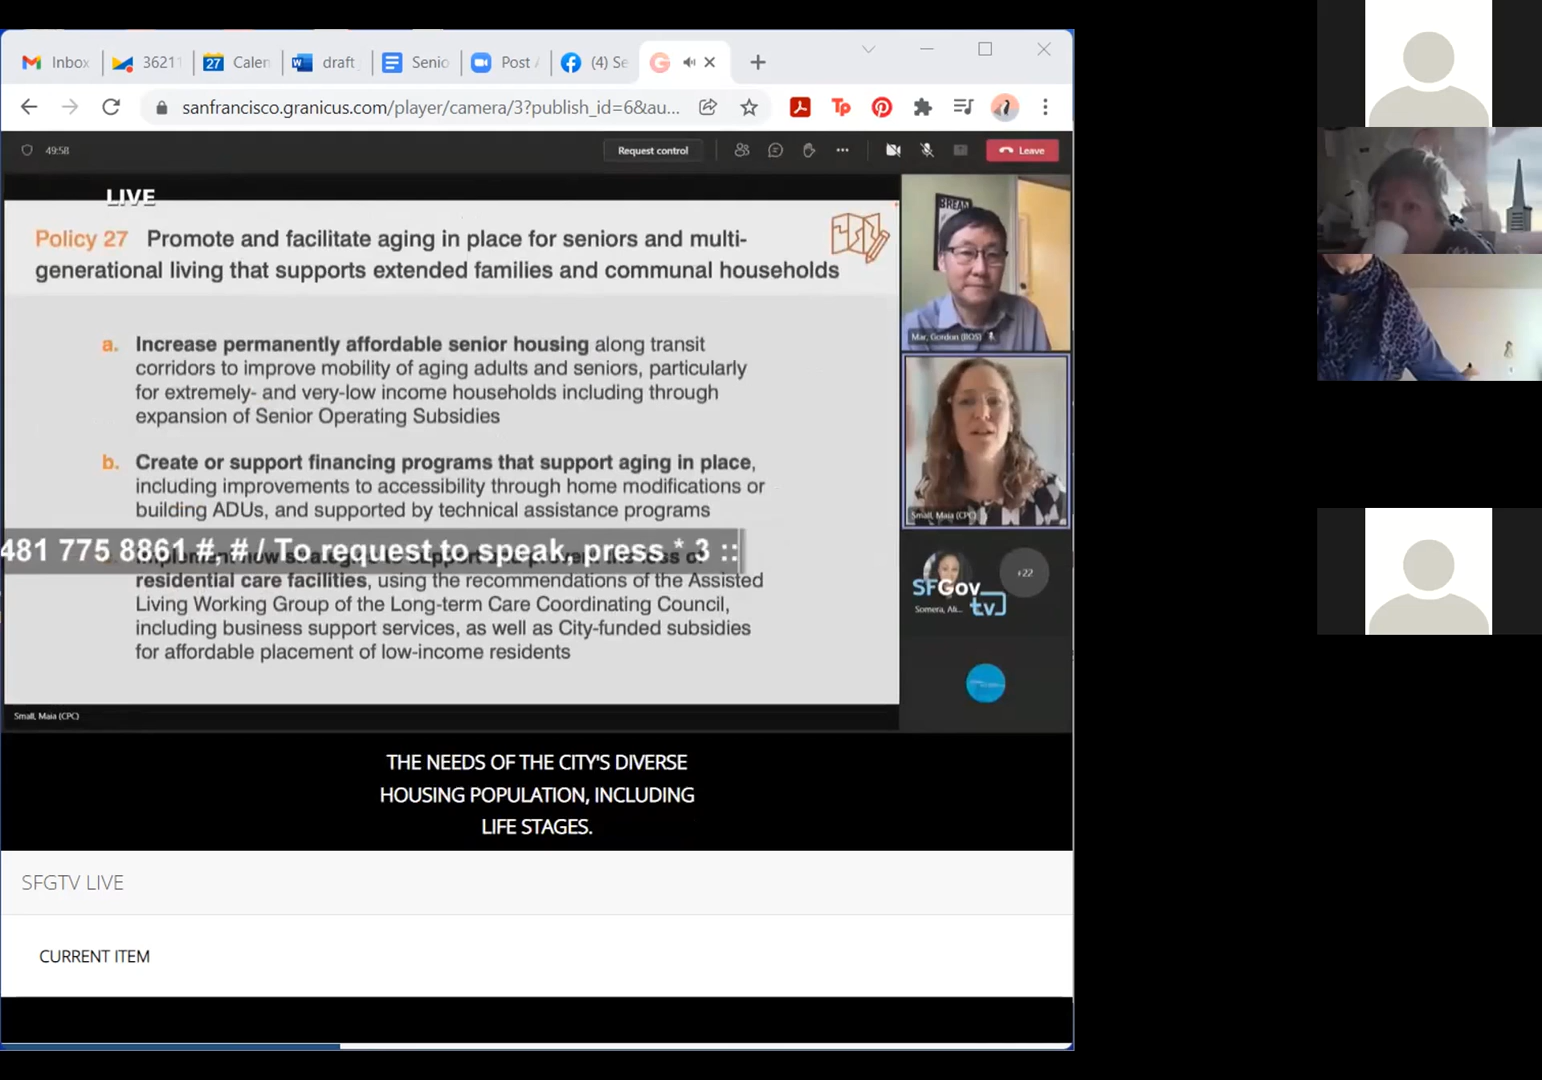 Inbox
36211
27
Calen
draft
Senio
Post
(4) Se
sanfrancisco.granicus.com/player/camera/3?publish_id=6&au...
49:58
Request control
Leave
LIVE
Policy 27 Promote and facilitate aging in place for seniors and multi-
generational living that supports extended families and communal households
BREAD
Mar, Gordon (BOS)
a. Increase permanently affordable senior housing along transit
corridors to improve mobility of aging adults and seniors, particularly
for extremely- and very-low income households including through
expansion of Senior Operating Subsidies
b. Create or support financing programs that support aging in place,
including improvements to accessibility through home modifications or
building ADUs, and supported by technical assistance programs
Small, Maia (CPC)
481 775 8861 #, # / To request to speak, press * 3 ::
residential care facilities, using the recommendations of the Assisted
Living Working Group of the Long-term Care Coordinating Council,
including business support services, as well as City-funded subsidies
for affordable placement of low-income residents
+22
SFGov
tv
Somera, Ali...
Small, Maia (CPC)
THE NEEDS OF THE CITY'S DIVERSE
HOUSING POPULATION, INCLUDING
LIFE STAGES.
SFGTV LIVE
CURRENT ITEM